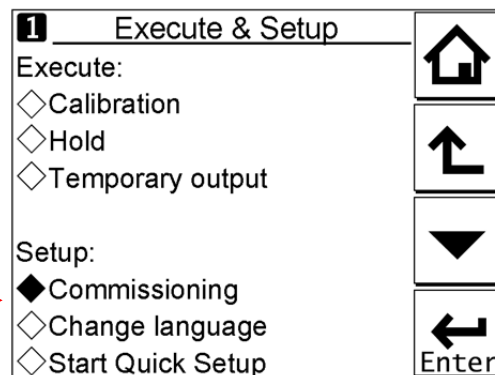 1 Execute & Setup
Execute:
Calibration
Hold
Temporary output
Setup:
Commissioning
Change language
Start Quick Setup
Enter